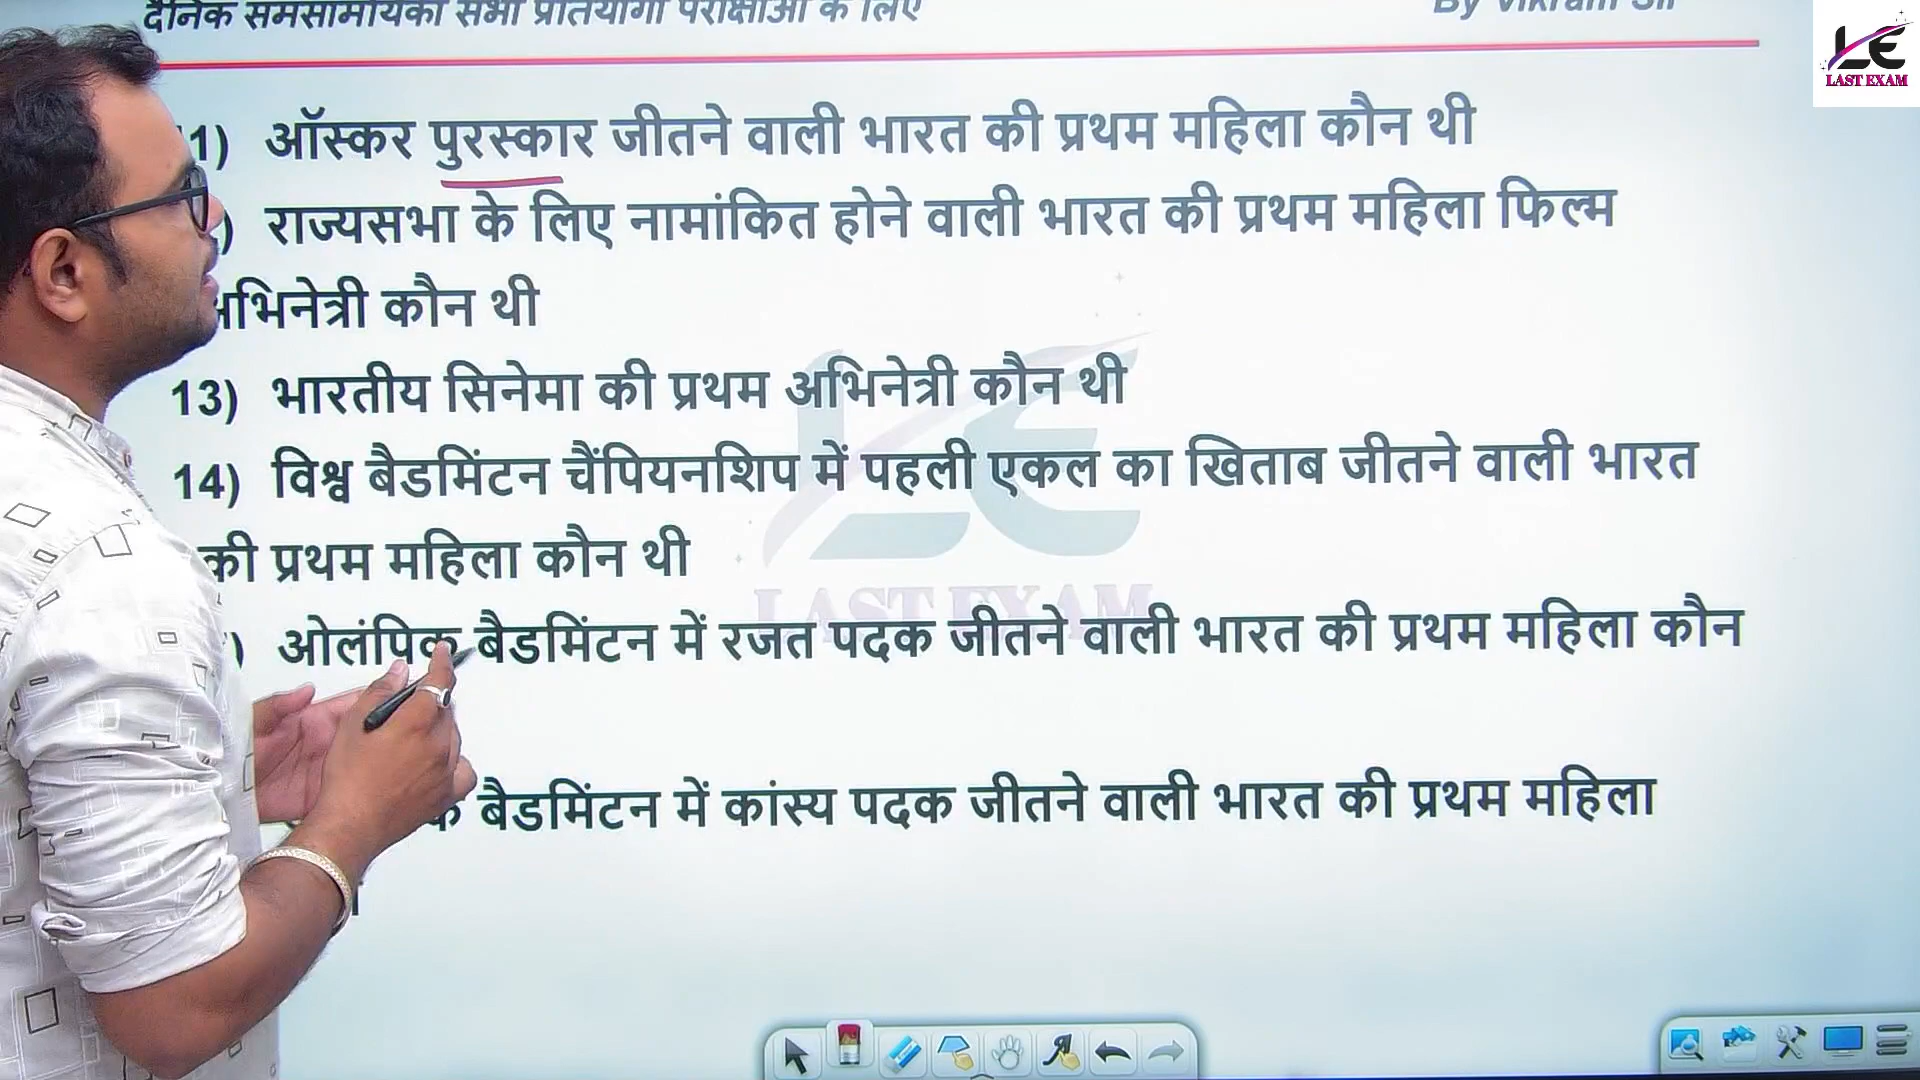 दैनिक समसामयिकी सभी प्रतियोगी परीक्षाओं के लिए
By Vikram Sir
LE
LAST EXAM
1) ऑस्कर पुरस्कार जीतने वाली भारत की प्रथम महिला कौन थी
) राज्यसभा के लिए नामांकित होने वाली भारत की प्रथम महिला फिल्म
अभिनेत्री कौन थी
13) भारतीय सिनेमा की प्रथम अभिनेत्री कौन थी
14) विश्व बैडमिंटन चैंपियनशिप में पहली एकल का खिताब जीतने वाली भारत
की प्रथम महिला कौन थी
LE
LAST EXAM
) ओलंपिक बैडमिंटन में रजत पदक जीतने वाली भारत की प्रथम महिला कौन
क बैडमिंटन में कांस्य पदक जीतने वाली भारत की प्रथम महिला